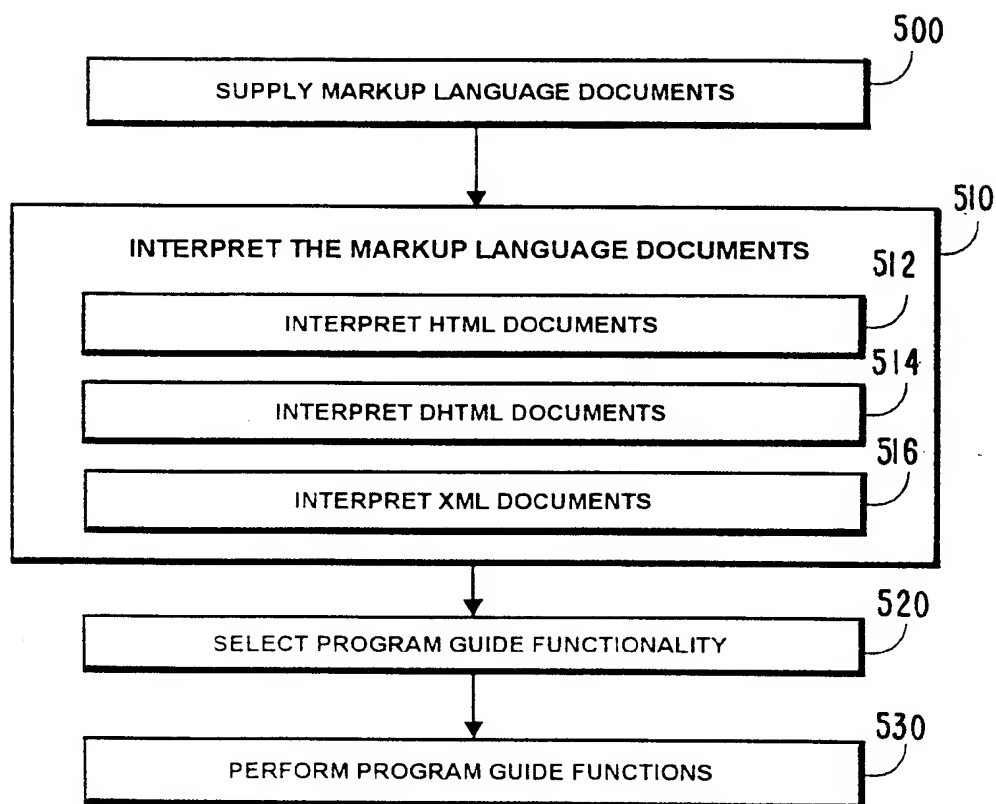 500
SUPPLY MARKUP LANGUAGE DOCUMENTS
510
INTERPRET THE MARKUP LANGUAGE DOCUMENTS
512
INTERPRET HTML DOCUMENTS
514
INTERPRET DHTML DOCUMENTS
516
INTERPRET XML DOCUMENTS
520
SELECT PROGRAM GUIDE FUNCTIONALITY
530
PERFORM PROGRAM GUIDE FUNCTIONS